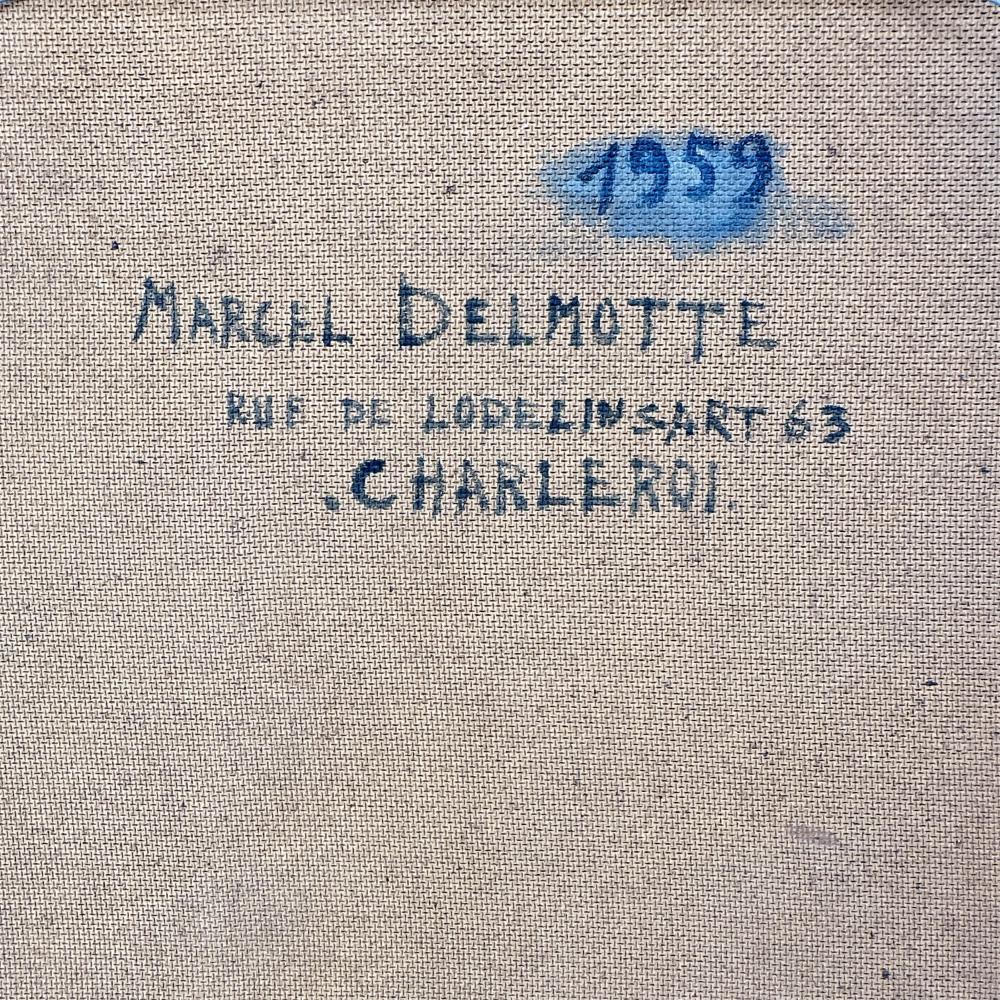 1959
MARCEL DELMOTTE
RUE DE LODELINSART 63
.CHARLEROI.